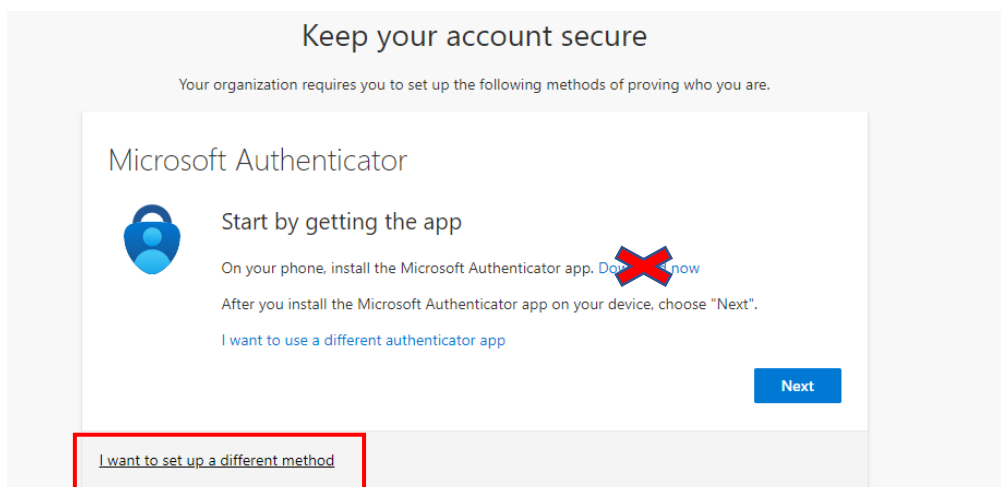 Keep your account secure
Your organization requires you to set up the following methods of proving who you are.
Microsoft Authenticator
Start by getting the app
On your phone, install the Microsoft Authenticator app. now
After you install the Microsoft Authenticator app on your device, choose "Next".
I want to use a different authenticator app
Next
I want to set up a different method